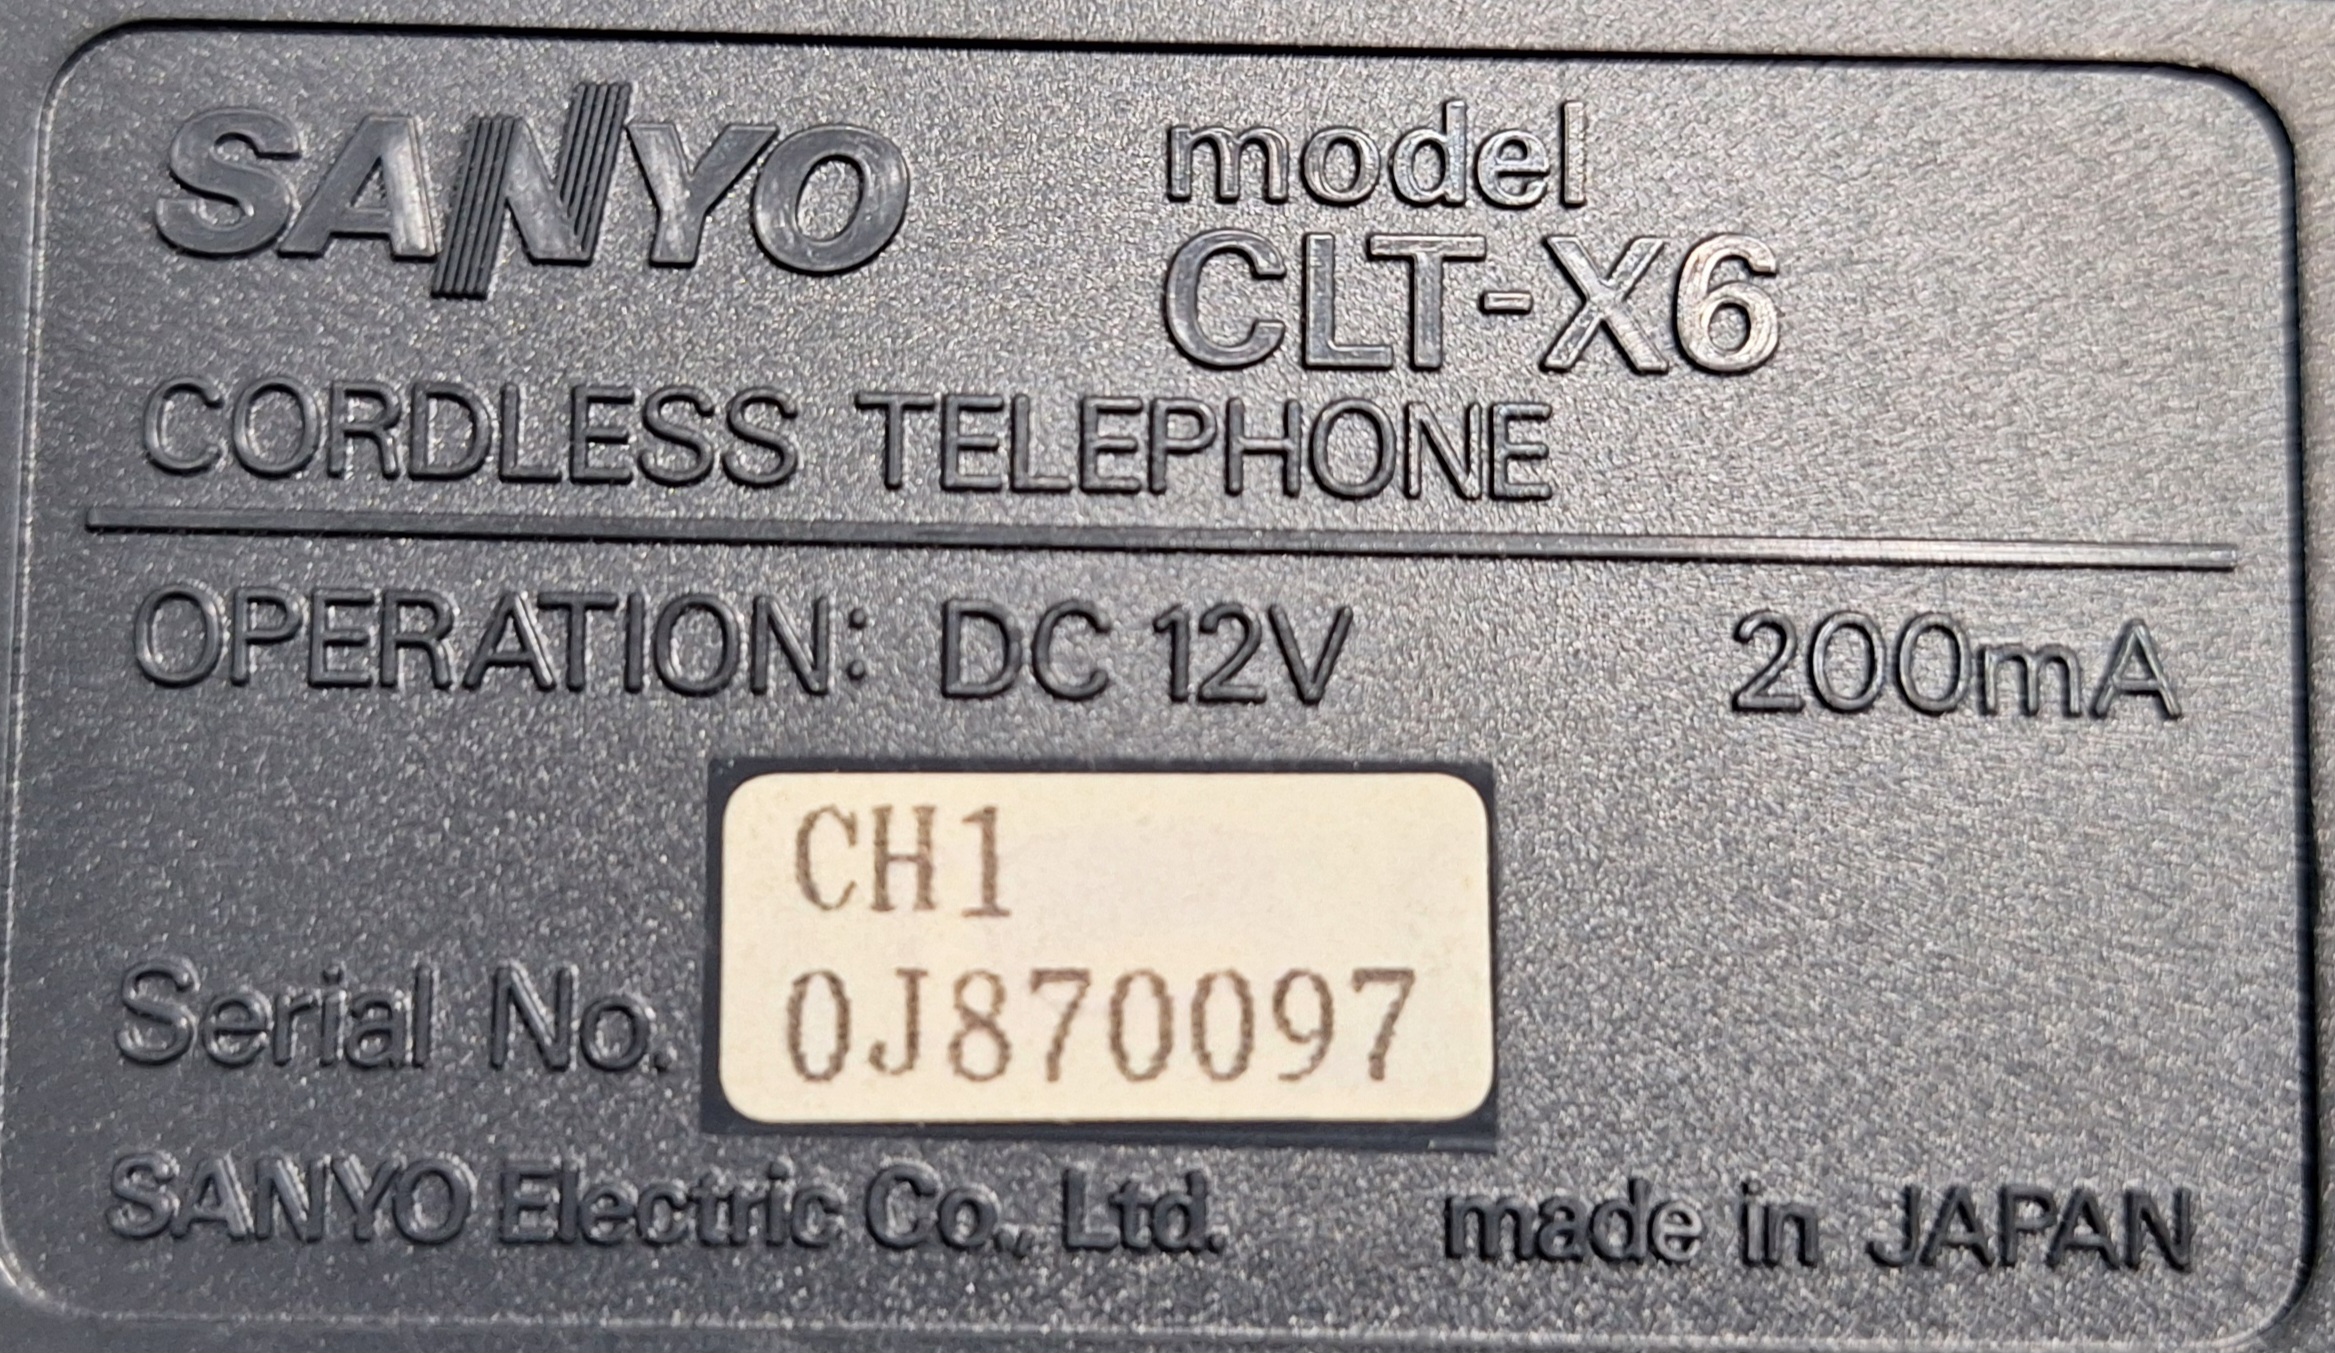 SANYO model
CLT-X6
CORDLESS TELEPHONE
OPERATION: DC 12V 200mA
CH1
Serial No. 0J870097
SANYO Electric Co., Ltd. made in JAPAN